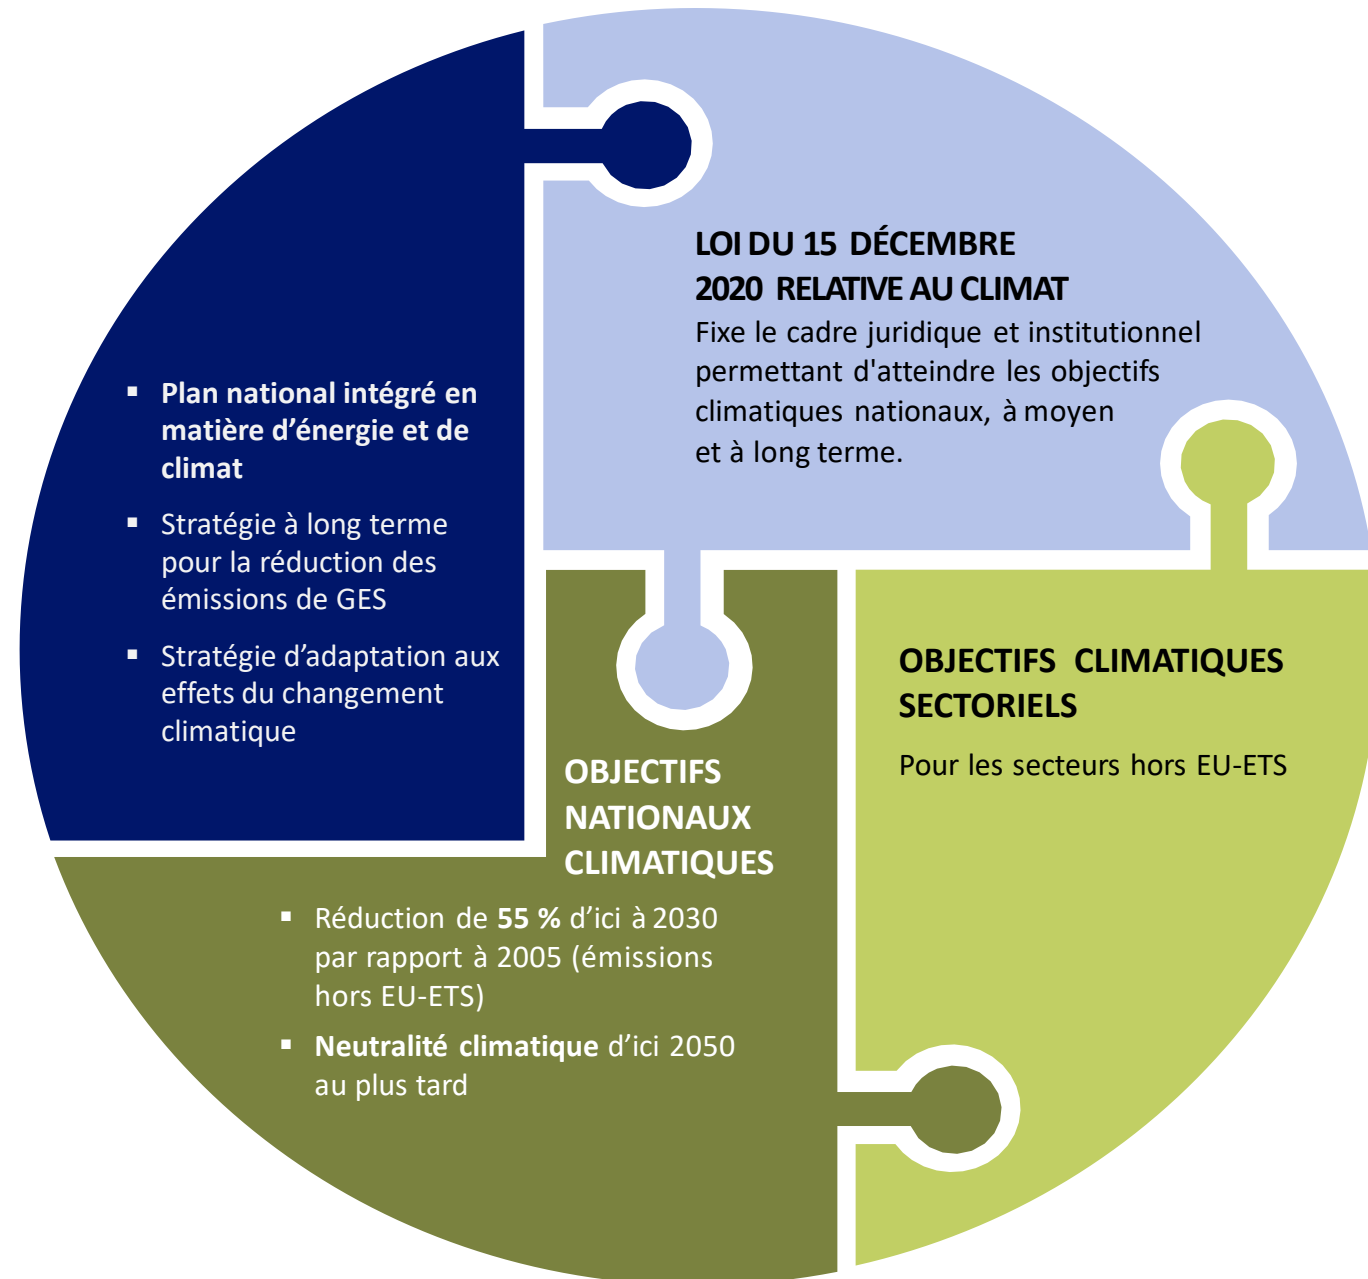 LOI DU 15 DÉCEMBRE
2020 RELATIVE AU CLIMAT
Fixe le cadre juridique et institutionnel
permettant d'atteindre les objectifs
climatiques nationaux, à moyen
et à long terme.
▪ Plan national intégré en
matière d’énergie et de
climat
▪ Stratégie à long terme
pour la réduction des
émissions de GES
▪ Stratégie d’adaptation aux
effets du changement
climatique
OBJECTIFS CLIMATIQUES
SECTORIELS
Pour les secteurs hors EU-ETS
OBJECTIFS
NATIONAUX
CLIMATIQUES
▪ Réduction de 55 % d’ici à 2030
par rapport à 2005 (émissions
hors EU-ETS)
▪ Neutralité climatique d’ici 2050
au plus tard